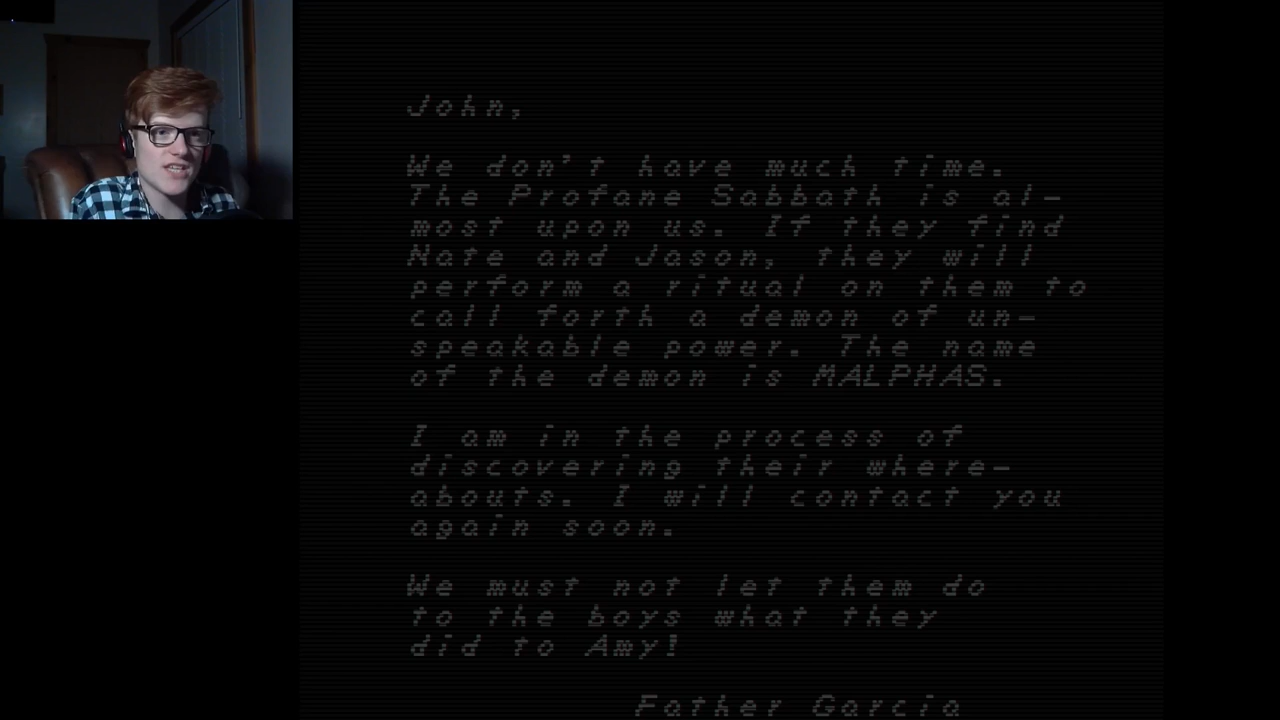 John,
We don't have much time.
The Profane Sabbath is al-
most upon us. If they find
Nate and Jason, they will
perform a ritual on them to
call forth a demon of un-
speakable power. The name
of the demon is MALPHAS.
I am in the process of
discovering their where-
abouts. I will contact you
again soon.
We must not let them do
to the boys what they
did to Amy!
Father Garcia